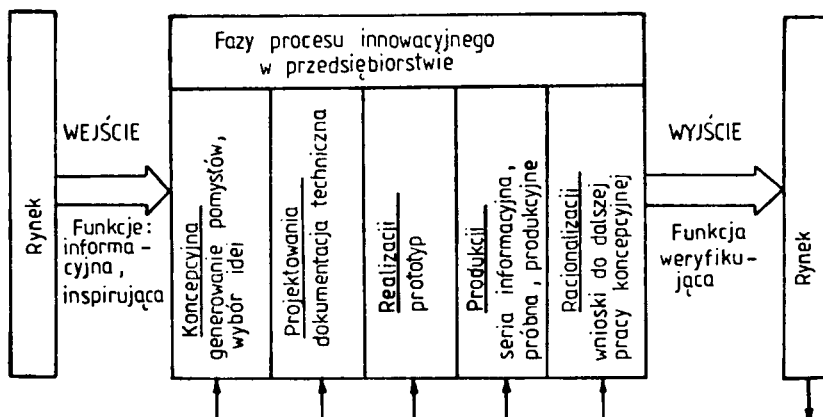 Fazy procesu innowacyjnego
w przedsiębiorstwie
Rynek
WEJŚCIE
Funkcje:
informa-
cyjna,
inspirująca
Koncepcyjna
generowanie pomysłów,
wybór idei
Projektowania
dokumentacja techniczna
Realizacji
prototyp
Produkcji
seria informacyjna,
próbna, produkcyjne
Racjonalizacji
wnioski do dalszej
pracy koncepcyjnej
WYJŚCIE
Funkcja
weryfiku-
jąca
Rynek